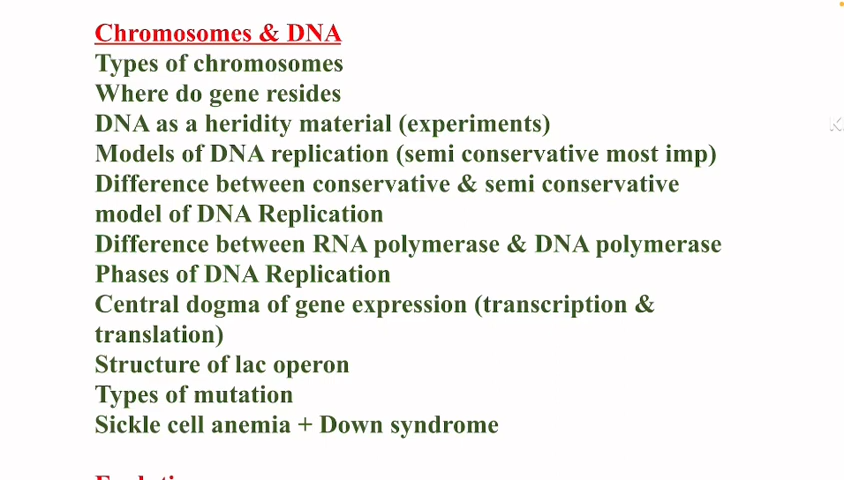 Chromosomes & DNA
Types of chromosomes
Where do gene resides
DNA as a heridity material (experiments)
Models of DNA replication (semi conservative most imp)
Difference between conservative & semi conservative
model of DNA Replication
Difference between RNA polymerase & DNA polymerase
Phases of DNA Replication
Central dogma of gene expression (transcription &
translation)
Structure of lac operon
Types of mutation
Sickle cell anemia + Down syndrome